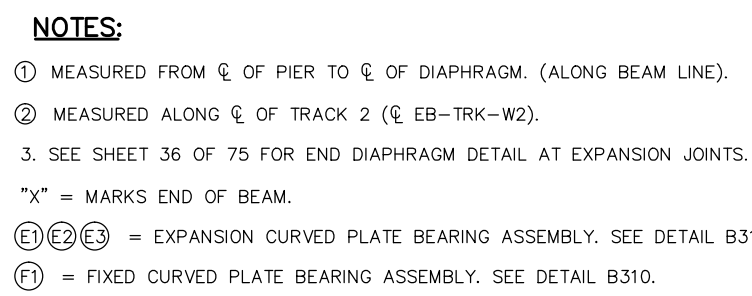 NOTES:
① MEASURED FROM ℄ OF PIER TO ℄ OF DIAPHRAGM. (ALONG BEAM LINE).
② MEASURED ALONG ℄ OF TRACK 2 (℄ EB-TRK-W2).
3. SEE SHEET 36 OF 75 FOR END DIAPHRAGM DETAIL AT EXPANSION JOINTS.
"X" = MARKS END OF BEAM.
E1 E2 E3 = EXPANSION CURVED PLATE BEARING ASSEMBLY. SEE DETAIL
F1 = FIXED CURVED PLATE BEARING ASSEMBLY. SEE DETAIL B310.